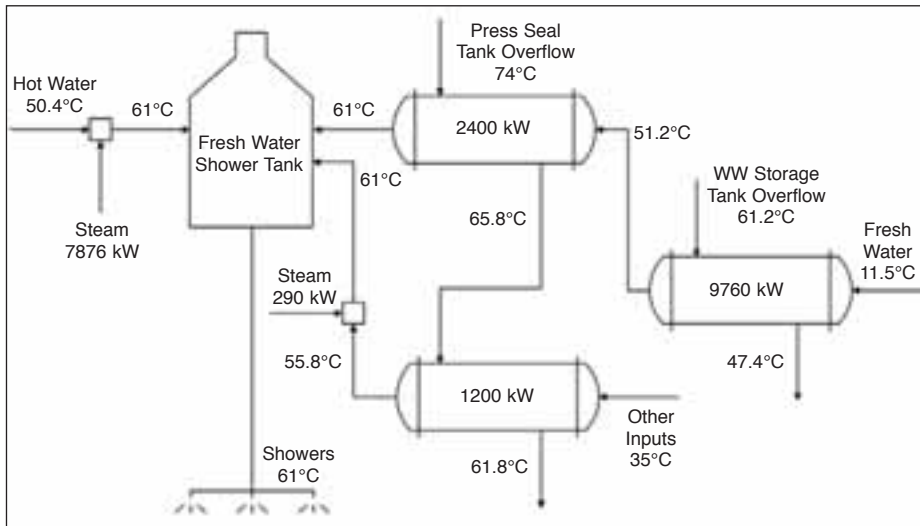 Press Seal
Tank Overflow
74°C
Hot Water
50.4°C
61°C
61°C
2400 kW
51.2°C
Fresh Water
Shower Tank
61°C
WW Storage
Tank Overflow
61.2°C
Steam
7876 kW
65.8°C
Fresh
Water
11.5°C
Steam
290 kW
9760 kW
55.8°C
47.4°C
1200 kW
Other
Inputs
35°C
Showers
61°C
61.8°C